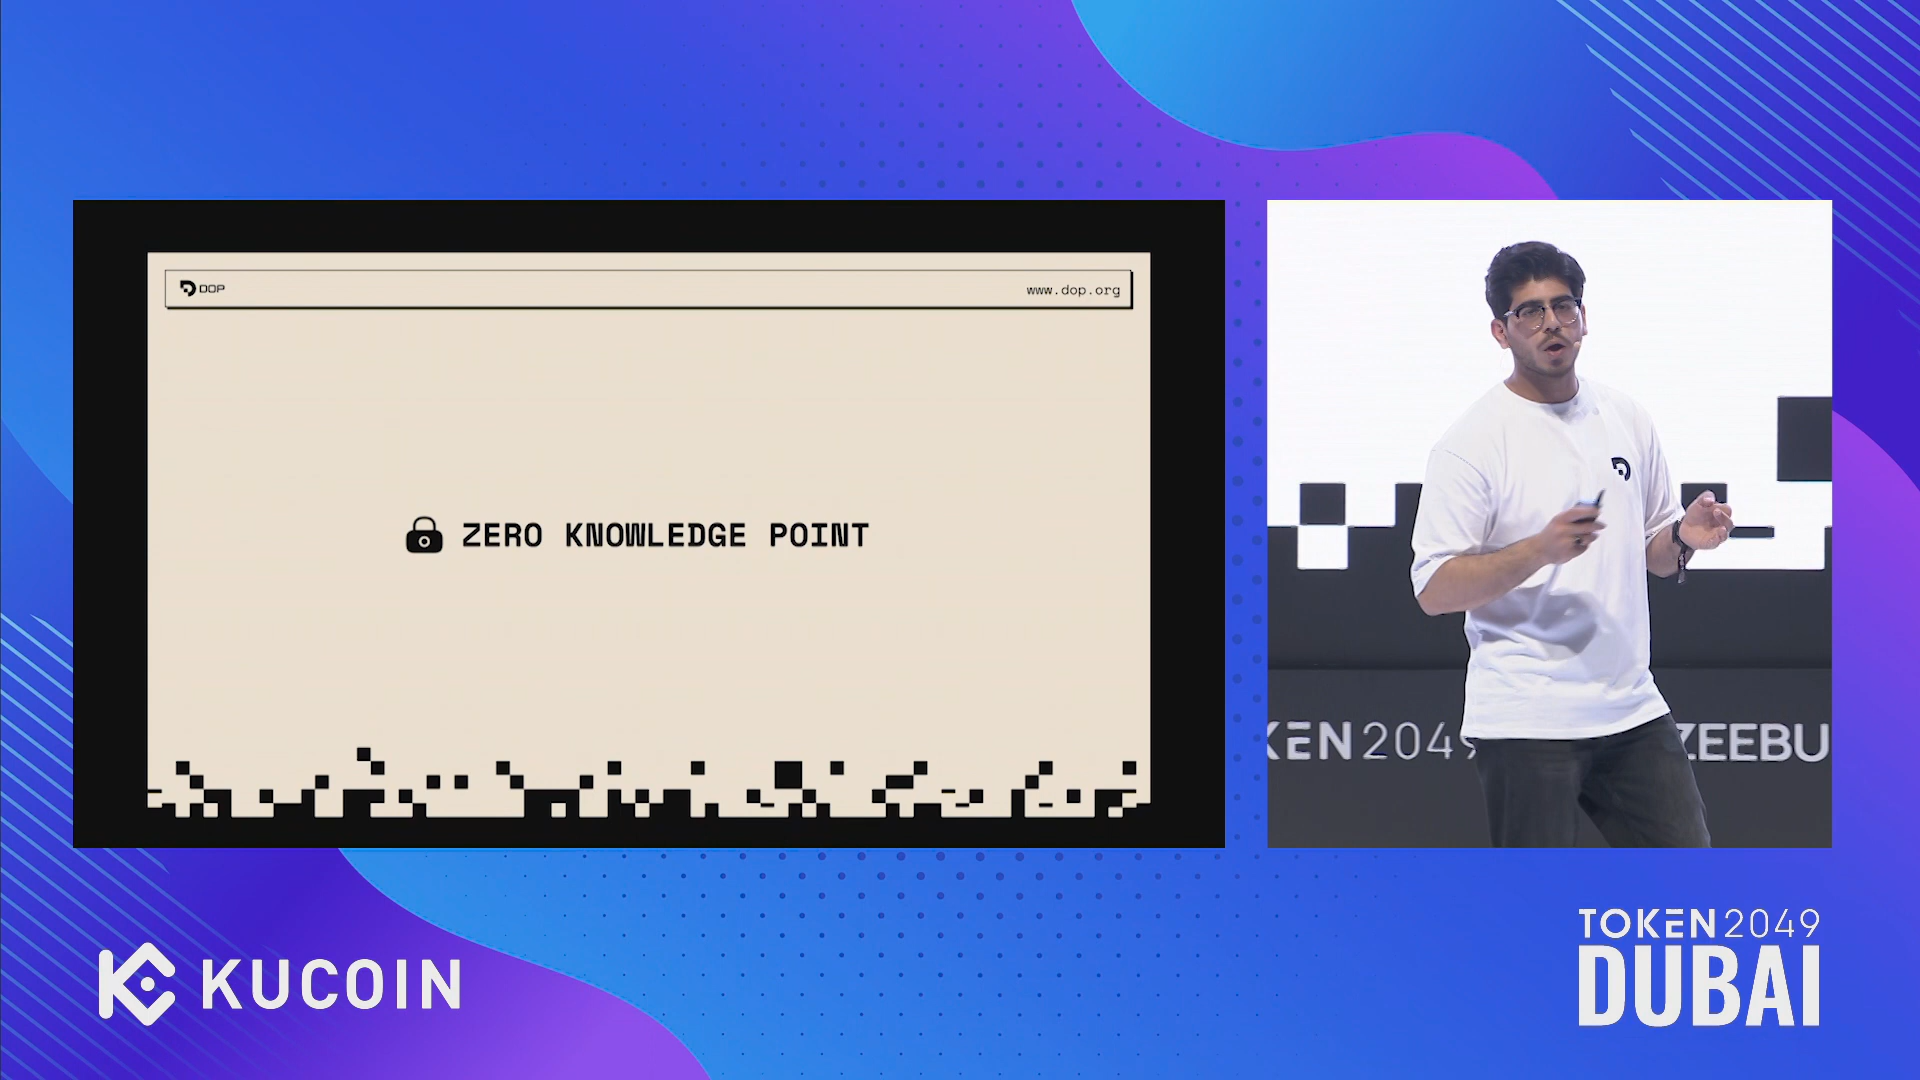 DOP
www.dop.org
ZERO KNOWLEDGE POINT
KEN2049
ZEEBU
KUCOIN
TOKEN2049
DUBAI